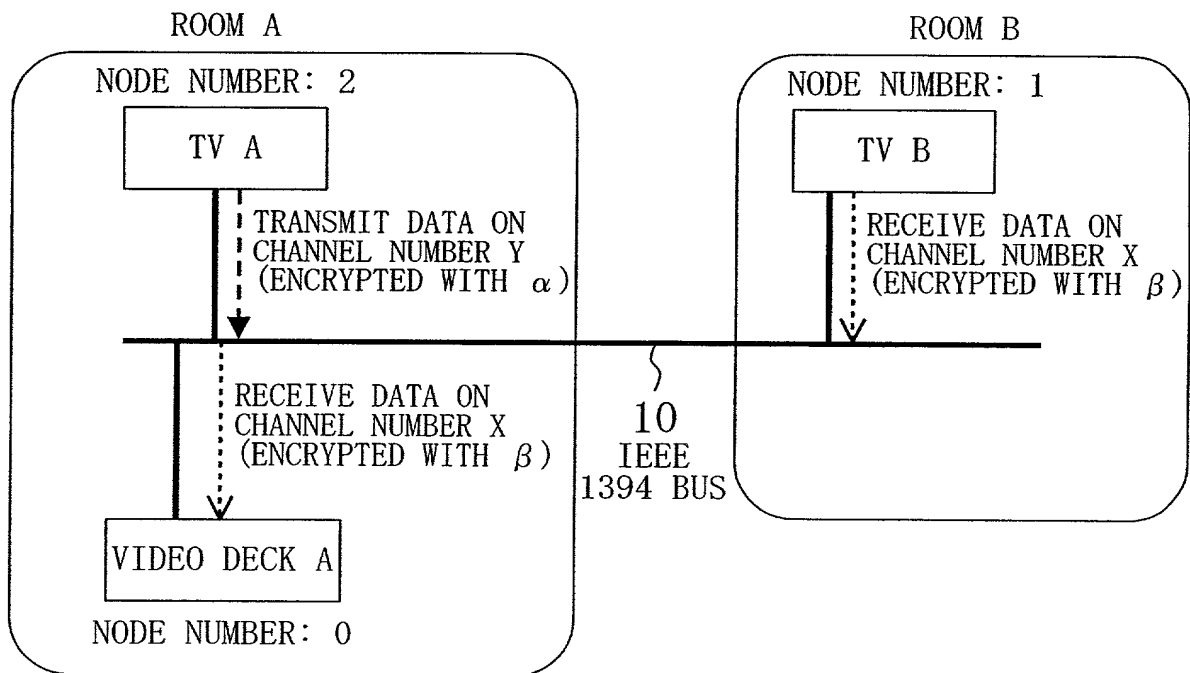 ROOM A
NODE NUMBER: 2
TV A
TRANSMIT DATA ON
CHANNEL NUMBER Y
(ENCRYPTED WITH α)
RECEIVE DATA ON
CHANNEL NUMBER X
(ENCRYPTED WITH β)
VIDEO DECK A
NODE NUMBER: 0
10
IEEE
1394 BUS
ROOM B
NODE NUMBER: 1
TV B
RECEIVE DATA ON
CHANNEL NUMBER X
(ENCRYPTED WITH β)